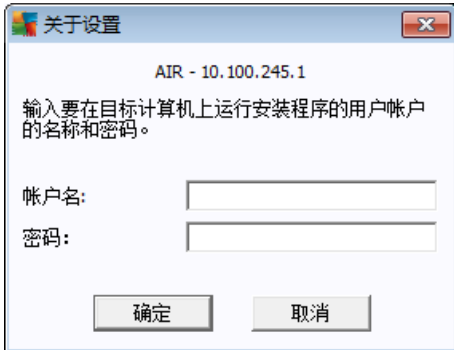 关于设置
AIR - 10.100.245.1
输入要在目标计算机上运行安装程序的用户帐户
的名称和密码。
帐户名:
密码：
确定
取消